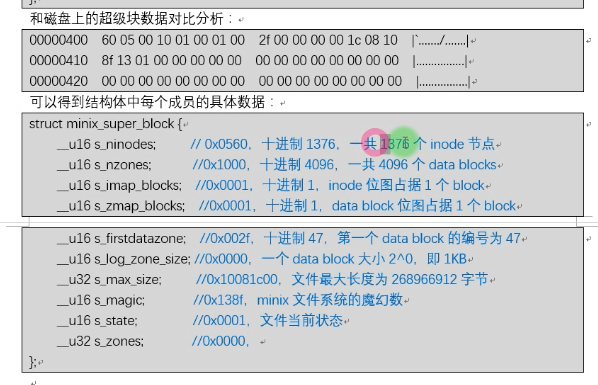 };
和磁盘上的超级块数据对比分析：
00000400 60 05 00 10 01 00 01 00 2f 00 00 00 00 1c 08 10 |`......./.......|
00000410 8f 13 01 00 00 00 00 00 00 00 00 00 00 00 00 00 |................|
00000420 00 00 00 00 00 00 00 00 00 00 00 00 00 00 00 00 |................|
可以得到结构体中每个成员的具体数据：
struct minix_super_block {
__u16 s_ninodes; // 0x0560，十进制 1376，一共 1376 个 inode 节点
__u16 s_nzones; //0x1000，十进制 4096，一共 4096 个 data blocks
__u16 s_imap_blocks; //0x0001，十进制 1，inode 位图占据 1 个 block
__u16 s_zmap_blocks; //0x0001，十进制 1，data block 位图占据 1 个 block
__u16 s_firstdatazone; //0x002f，十进制 47，第一个 data block 的编号为 47
__u16 s_log_zone_size; //0x0000，一个 data block 大小 2^0，即 1KB
__u32 s_max_size; //0x10081c00，文件最大长度为 268966912 字节
__u16 s_magic; //0x138f，minix 文件系统的魔幻数
__u16 s_state; //0x0001，文件当前状态
__u32 s_zones; //0x0000，
};